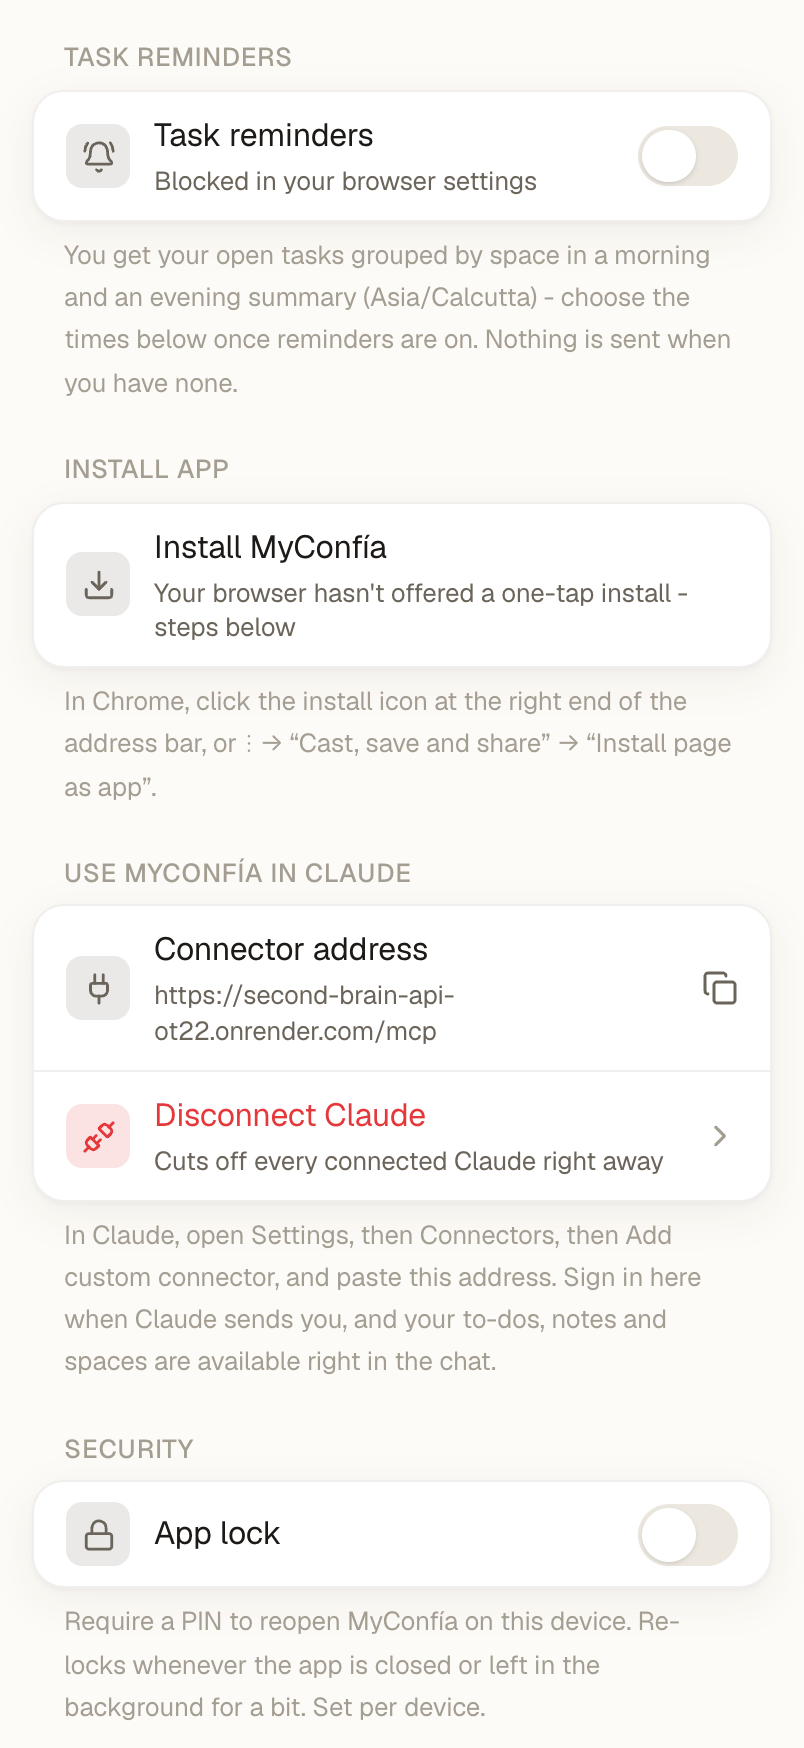 TASK REMINDERS
Task reminders
Blocked in your browser settings
You get your open tasks grouped by space in a morning
and an evening summary (Asia/Calcutta) - choose the
times below once reminders are on. Nothing is sent when
you have none.
INSTALL APP
Install MyConfía
Your browser hasn't offered a one-tap install -
steps below
In Chrome, click the install icon at the right end of the
address bar, or ⋮ → “Cast, save and share” → “Install page
as app”.
USE MYCONFÍA IN CLAUDE
Connector address
https://second-brain-api-
ot22.onrender.com/mcp
Disconnect Claude
Cuts off every connected Claude right away
In Claude, open Settings, then Connectors, then Add
custom connector, and paste this address. Sign in here
when Claude sends you, and your to-dos, notes and
spaces are available right in the chat.
SECURITY
App lock
Require a PIN to reopen MyConfía on this device. Re-
locks whenever the app is closed or left in the
background for a bit. Set per device.